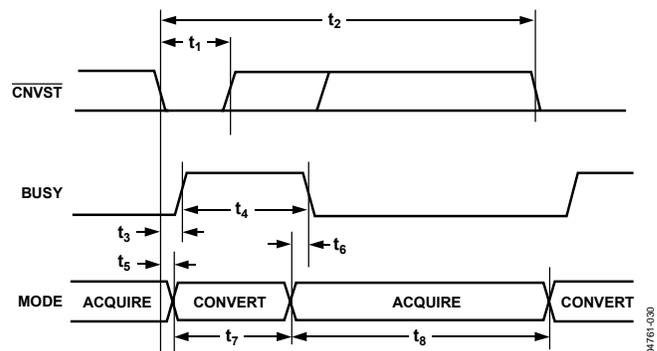 t2
t1
CNVST
BUSY
t4
t3
t6
t5
MODE
ACQUIRE
CONVERT
ACQUIRE
CONVERT
t7
t8
04761-030